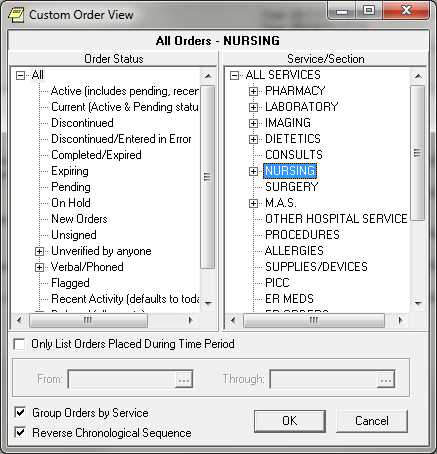 Custom Order View
All Orders - NURSING
Order Status
All
Active (includes pending, recen
Current (Active & Pending statu
Discontinued
Discontinued/Entered in Error
Completed/Expired
Expiring
Pending
On Hold
New Orders
Unsigned
Unverified by anyone
Verbal/Phoned
Flagged
Recent Activity (defaults to toda
Service/Section
ALL SERVICES
PHARMACY
LABORATORY
IMAGING
DIETETICS
CONSULTS
NURSING
SURGERY
M.A.S.
OTHER HOSPITAL SERVICE
PROCEDURES
ALLERGIES
SUPPLIES/DEVICES
PICC
ER MEDS
ER ORDERS
Only List Orders Placed During Time Period
From: ... Through: ...
Group Orders by Service
Reverse Chronological Sequence
OK Cancel